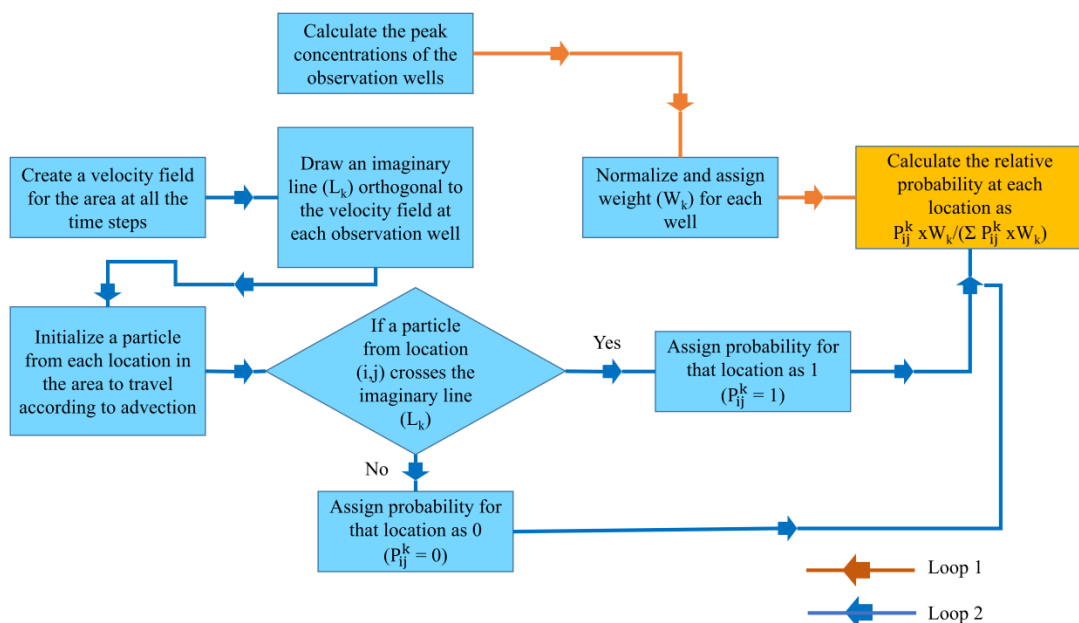 Calculate the peak
concentrations of the
observation wells
Create a velocity field
for the area at all the
time steps
Draw an imaginary
line (Lₖ) orthogonal to
the velocity field at
each observation well
Normalize and assign
weight (Wₖ) for each
well
Calculate the relative
probability at each
location as
Pᵢⱼᵏ xWₖ/(Σ Pᵢⱼᵏ xWₖ)
Initialize a particle
from each location in
the area to travel
according to advection
If a particle
from location
(i,j) crosses the
imaginary line
(Lₖ)
Yes
Assign probability for
that location as 1
(Pᵢⱼᵏ = 1)
No
Assign probability for
that location as 0
(Pᵢⱼᵏ = 0)
Loop 1
Loop 2